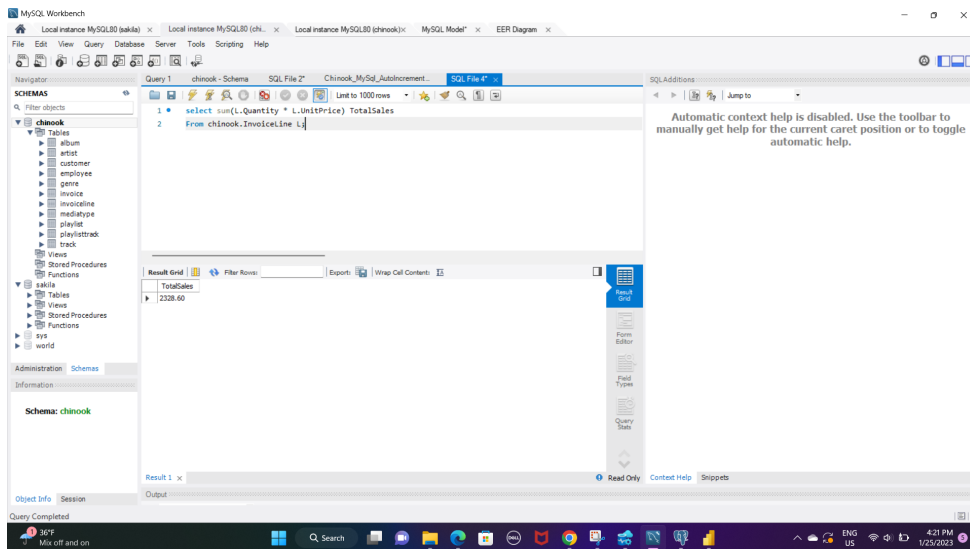 MySQL Workbench
Local instance MySQL80 (sakila) × Local instance MySQL80 (chi... × Local instance MySQL80 (chinook) × MySQL Model* × EER Diagram ×
File Edit View Query Database Server Tools Scripting Help
Navigator
SCHEMAS
Filter objects
chinook
Tables
album
artist
customer
employee
genre
invoice
invoiceline
mediatype
playlist
playlisttrack
track
Views
Stored Procedures
Functions
sakila
Tables
Views
Stored Procedures
Functions
sys
world
Administration Schemas
Information
Schema: chinook
Object Info Session
Query 1 chinook - Schema SQL File 2* Chinook_MySql_AutoIncrement... SQL File 4* ×
Limit to 1000 rows
1 select sum(L.Quantity * L.UnitPrice) TotalSales
2 From chinook.InvoiceLine L;
Result Grid Filter Rows: Export: Wrap Cell Content:
TotalSales
2328.60
Result Grid
Form Editor
Field Types
Query Stats
Result 1 ×
Read Only
Output
SQLAdditions
Jump to
Automatic context help is disabled. Use the toolbar to
manually get help for the current caret position or to toggle
automatic help.
Context Help Snippets
Query Completed
1
36°F
Mix off and on
Search
DELL
ENG
US
4:21 PM
1/25/2023
5